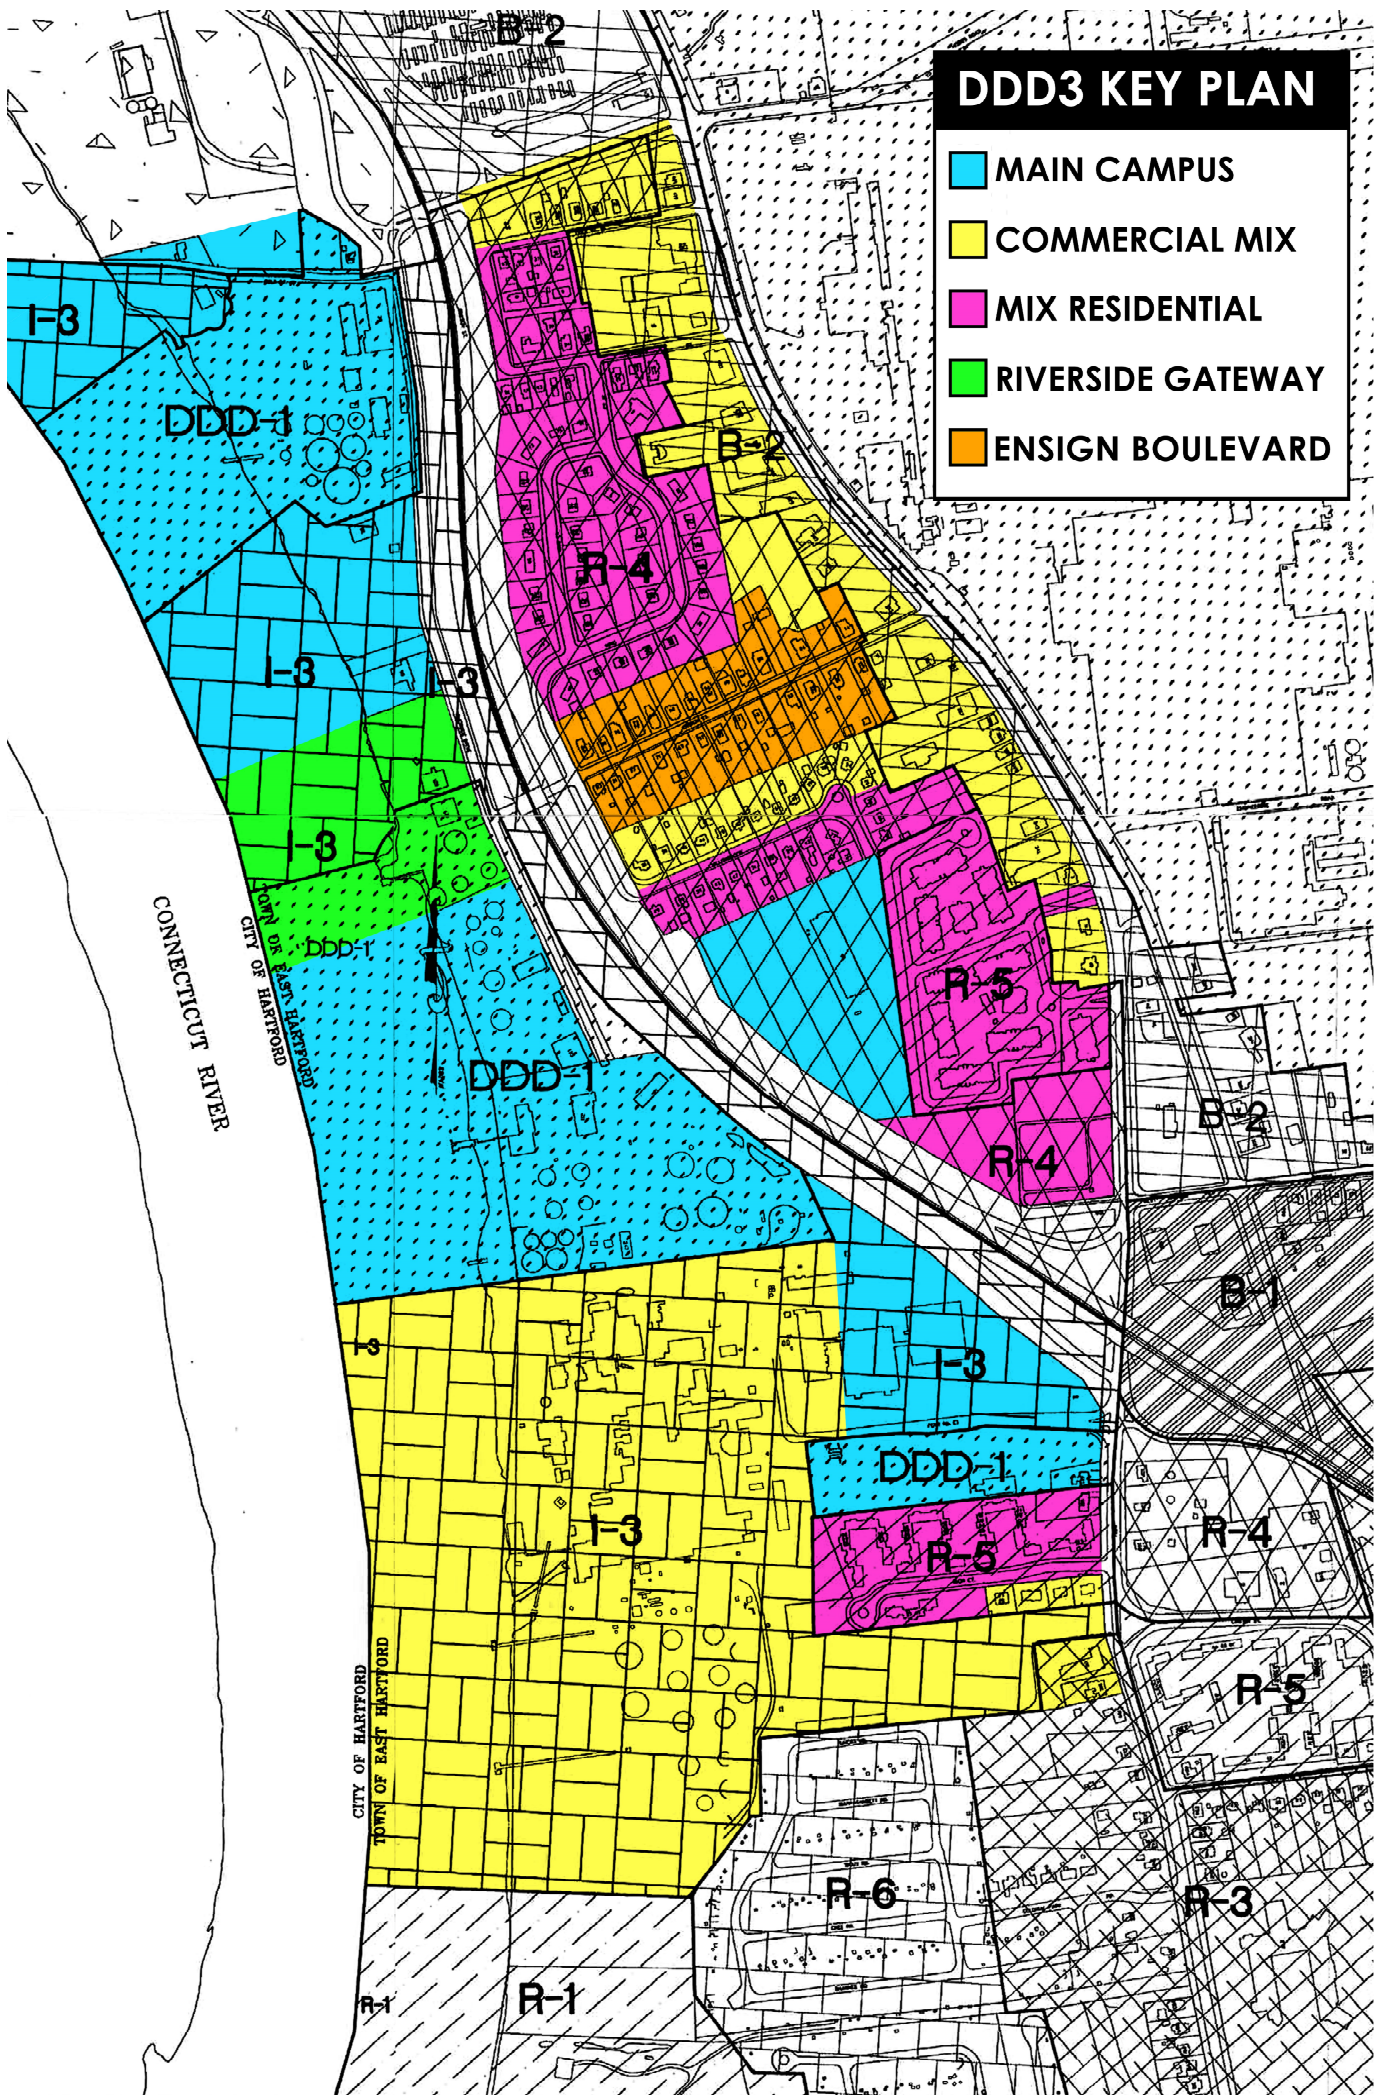 B-2
DDD3 KEY PLAN
MAIN CAMPUS
COMMERCIAL MIX
MIX RESIDENTIAL
RIVERSIDE GATEWAY
ENSIGN BOULEVARD
I-3
DDD-1
B-2
R-4
I-3
I-3
I-3
CONNECTICUT RIVER
TOWN OF EAST HARTFORD
CITY OF HARTFORD
DDD-1
R-5
DDD-1
B-2
R-4
B-1
I-3
I-3
DDD-1
I-3
R-5
R-4
CITY OF HARTFORD
TOWN OF EAST HARTFORD
R-5
R-6
R-3
R-1
R-1